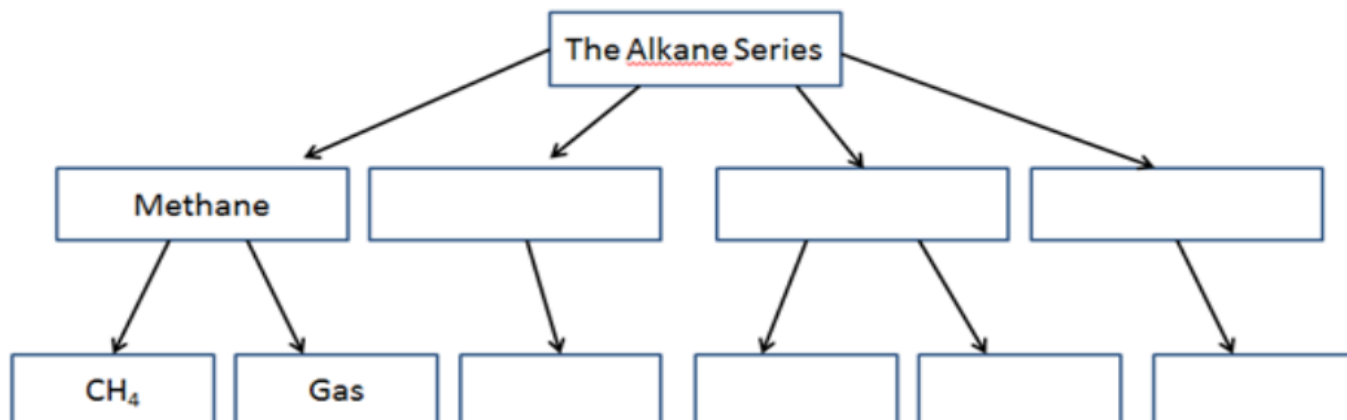 The Alkane Series
Methane
CH₄
Gas